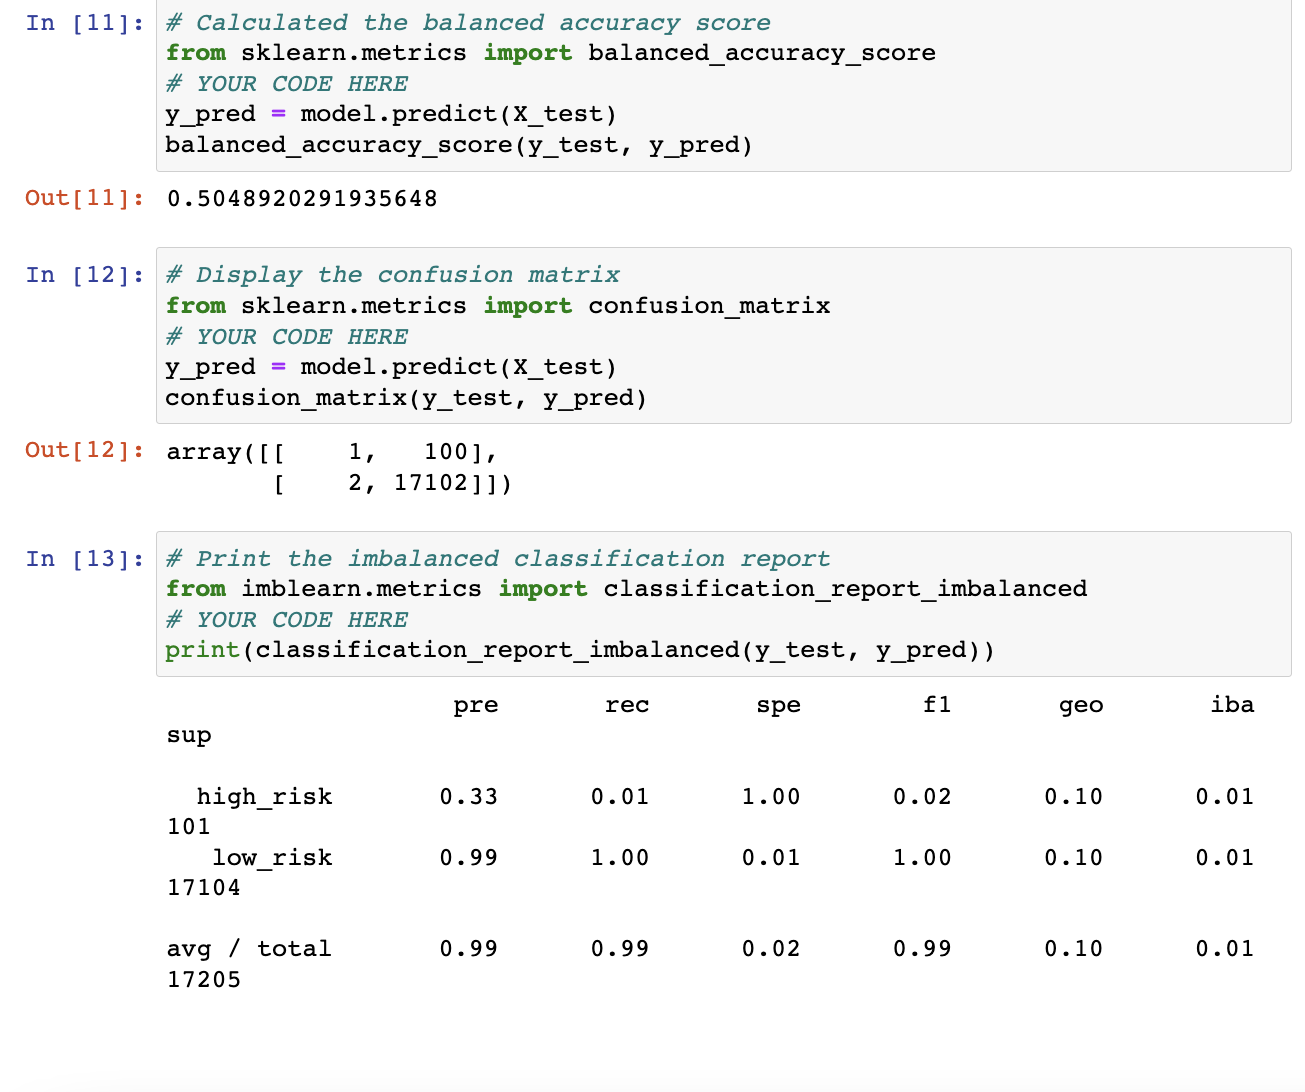 In [11]: # Calculated the balanced accuracy score
from sklearn.metrics import balanced_accuracy_score
# YOUR CODE HERE
y_pred = model.predict(X_test)
balanced_accuracy_score(y_test, y_pred)
Out[11]: 0.5048920291935648
In [12]: # Display the confusion matrix
from sklearn.metrics import confusion_matrix
# YOUR CODE HERE
y_pred = model.predict(X_test)
confusion_matrix(y_test, y_pred)
Out[12]: array([[    1,   100],
       [    2, 17102]])
In [13]: # Print the imbalanced classification report
from imblearn.metrics import classification_report_imbalanced
# YOUR CODE HERE
print(classification_report_imbalanced(y_test, y_pred))
pre rec spe f1 geo iba
sup
high_risk 0.33 0.01 1.00 0.02 0.10 0.01
101
low_risk 0.99 1.00 0.01 1.00 0.10 0.01
17104
avg / total 0.99 0.99 0.02 0.99 0.10 0.01
17205